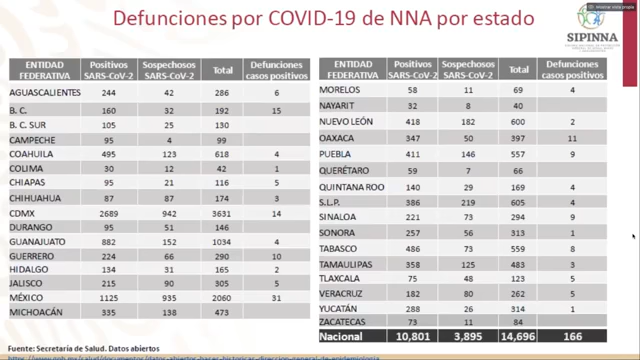 Defunciones por COVID-19 de NNA por estado
SIPINNA
ENTIDAD FEDERATIVA Positivos SARS-CoV-2 Sospechosos SARS-CoV-2 Total Defunciones casos positivos
AGUASCALIENTES 244 42 286 6
B. C. 160 32 192 15
B. C. SUR 105 25 130
CAMPECHE 95 4 99
COAHUILA 495 123 618 4
COLIMA 30 12 42 1
CHIAPAS 95 21 116 5
CHIHUAHUA 87 87 174 3
CDMX 2689 942 3631 14
DURANGO 95 51 146
GUANAJUATO 882 152 1034 4
GUERRERO 224 66 290 10
HIDALGO 134 31 165 2
JALISCO 215 90 305 5
MÉXICO 1125 935 2060 31
MICHOACÁN 335 138 473
ENTIDAD FEDERATIVA Positivos SARS-CoV-2 Sospechosos SARS-CoV-2 Total Defunciones casos positivos
MORELOS 58 11 69 4
NAYARIT 32 8 40
NUEVO LEÓN 418 182 600 2
OAXACA 347 50 397 11
PUEBLA 411 146 557 9
QUERÉTARO 59 7 66
QUINTANA ROO 140 29 169 4
S.L.P. 386 219 605 4
SINALOA 221 73 294 9
SONORA 257 56 313 1
TABASCO 486 73 559 8
TAMAULIPAS 358 125 483 3
TLAXCALA 75 48 123 5
VERACRUZ 182 80 262 5
YUCATÁN 288 26 314 1
ZACATECAS 73 11 84
Nacional 10,801 3,895 14,696 166
Fuente: Secretaría de Salud. Datos abiertos